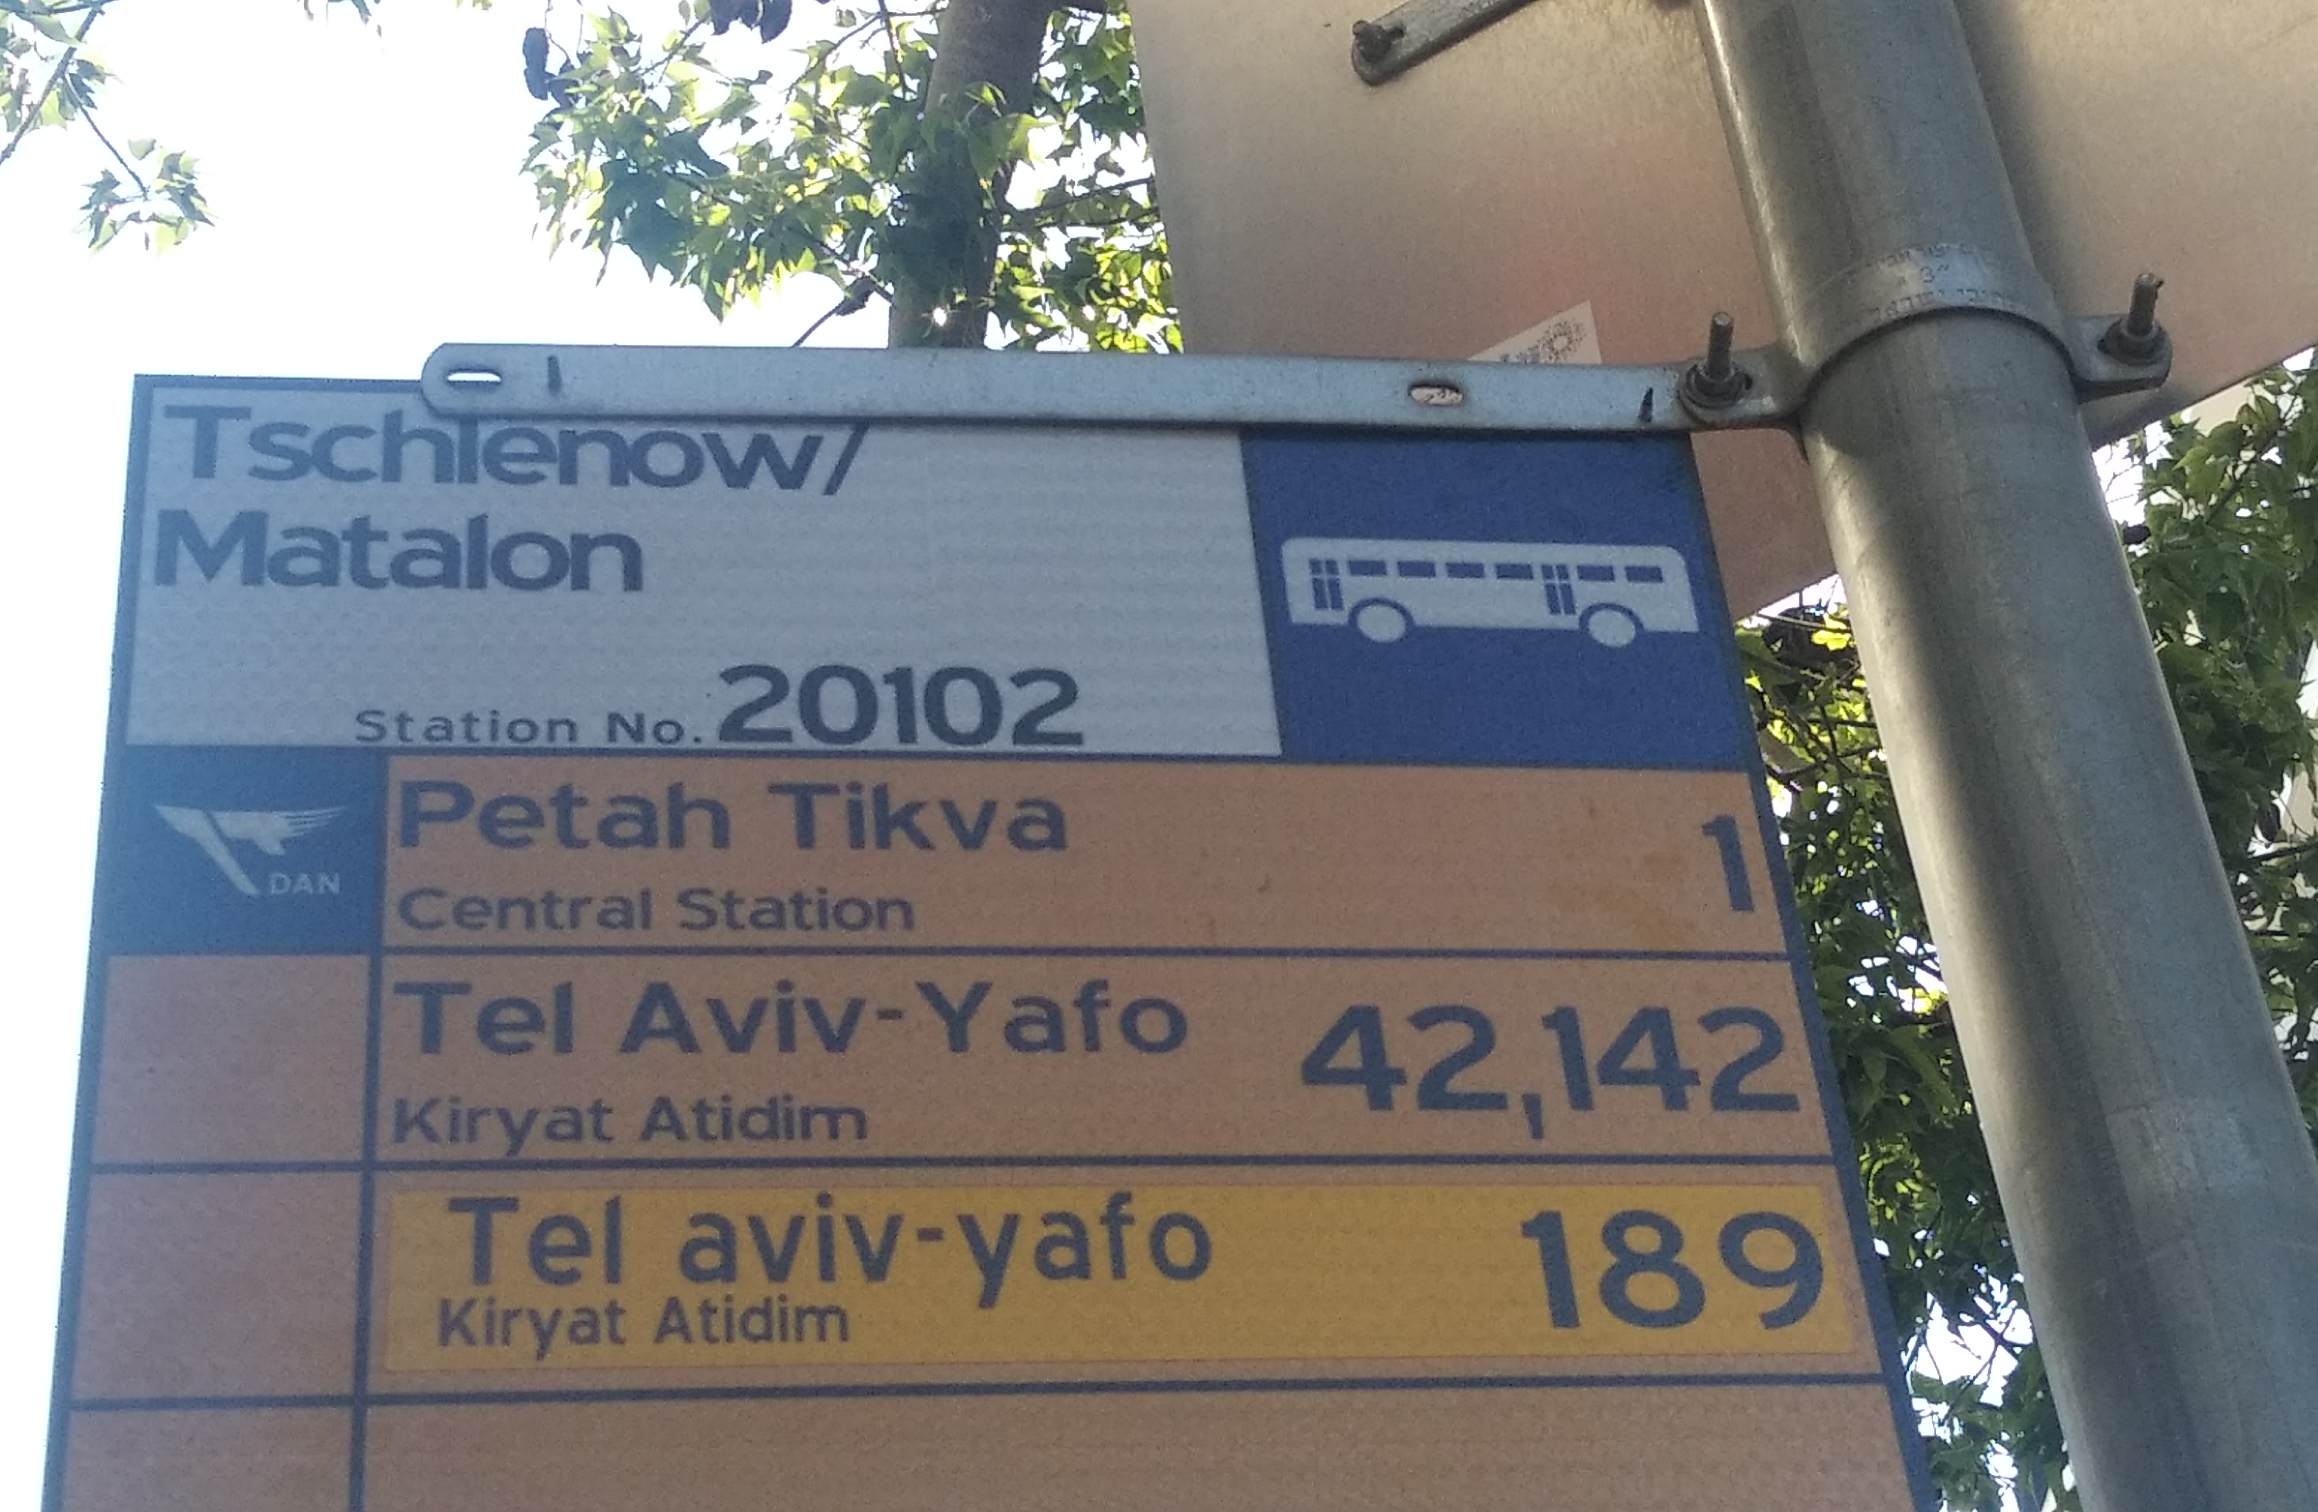 Tschlenow/
Matalon
Station No. 20102
DAN
Petah Tikva 1
Central Station
Tel Aviv-Yafo 42,142
Kiryat Atidim
Tel aviv-yafo 189
Kiryat Atidim
3"